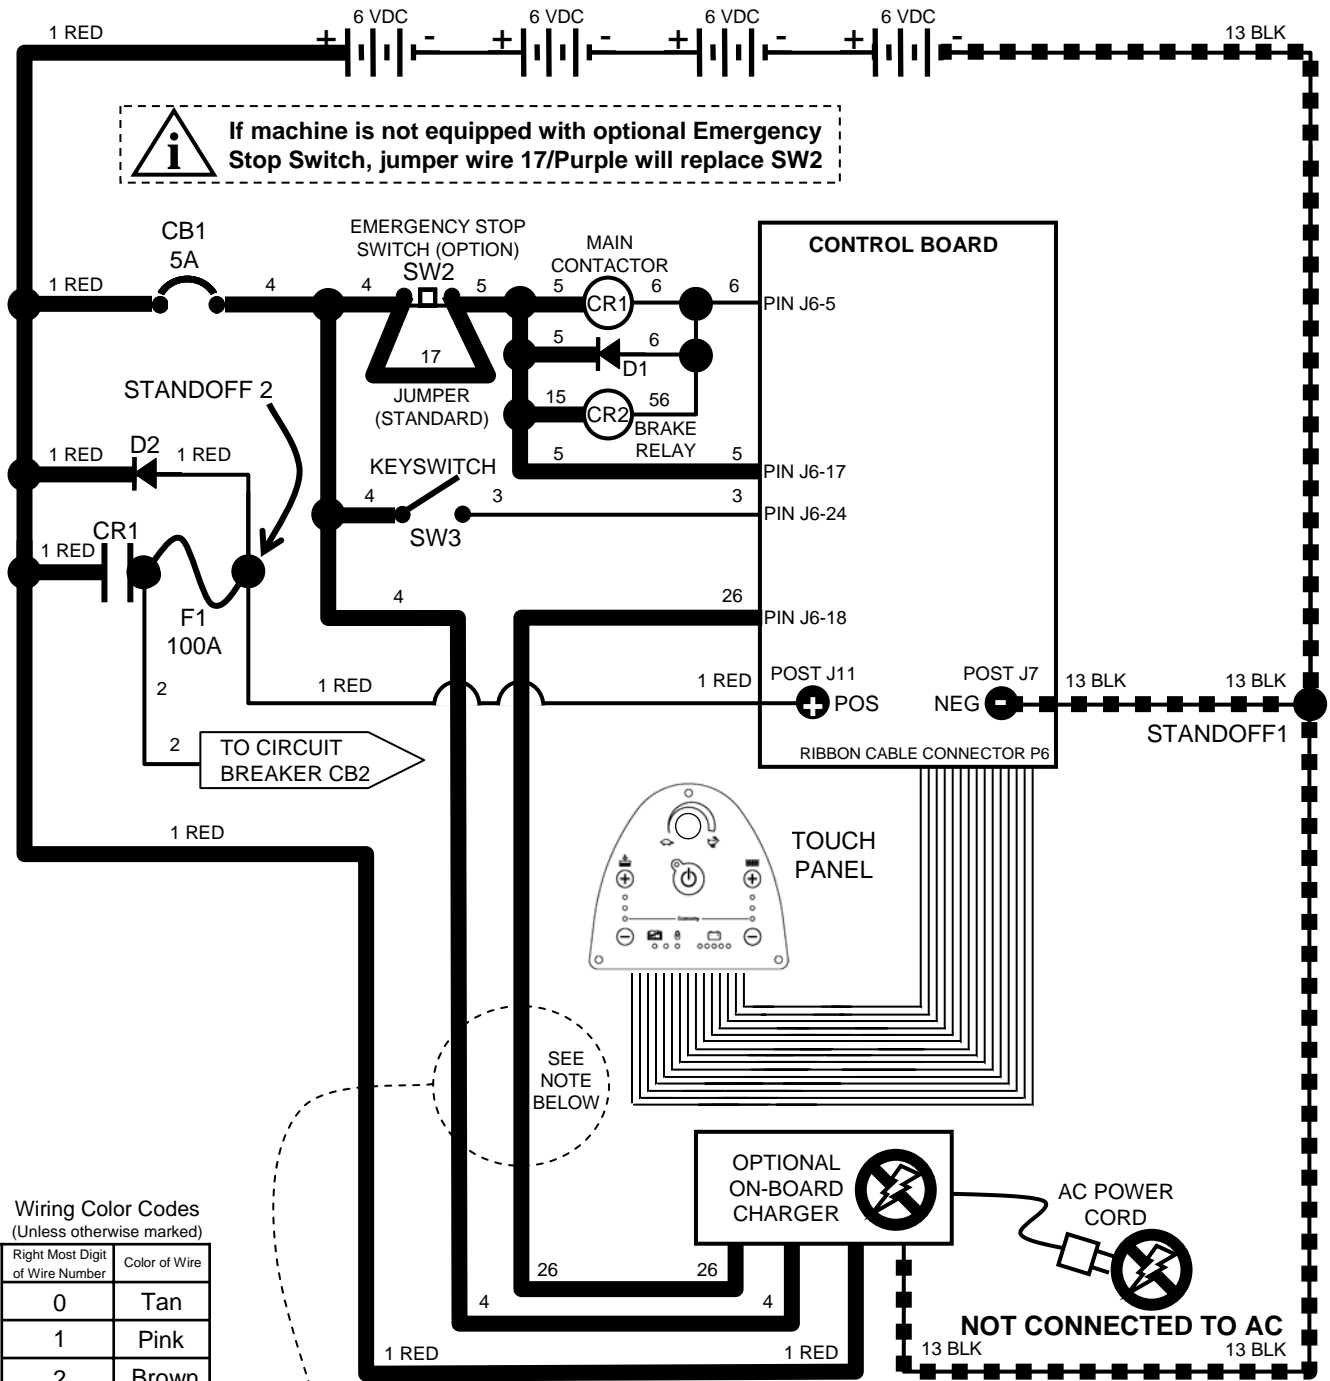 6 VDC
6 VDC
6 VDC
6 VDC
1 RED
+
-
+
-
+
-
+
-
13 BLK
i
If machine is not equipped with optional Emergency
Stop Switch, jumper wire 17/Purple will replace SW2
CB1
5A
EMERGENCY STOP
SWITCH (OPTION)
SW2
MAIN
CONTACTOR
CONTROL BOARD
1 RED
4
4
5
5
CR1
6
6
PIN J6-5
17
5
6
D1
JUMPER
(STANDARD)
15
CR2
56
BRAKE
RELAY
STANDOFF 2
1 RED
D2
1 RED
5
5
PIN J6-17
KEYSWITCH
4
3
3
PIN J6-24
SW3
1 RED
CR1
F1
100A
4
26
PIN J6-18
2
1 RED
1 RED
POST J11
+
POS
POST J7
NEG
-
13 BLK
13 BLK
STANDOFF1
2
TO CIRCUIT
BREAKER CB2
RIBBON CABLE CONNECTOR P6
1 RED
TOUCH
PANEL
Economy
SEE
NOTE
BELOW
OPTIONAL
ON-BOARD
CHARGER
AC POWER
CORD
NOT CONNECTED TO AC
26
26
4
4
1 RED
1 RED
13 BLK
13 BLK
Wiring Color Codes
(Unless otherwise marked)
Right Most Digit
of Wire Number
Color of Wire
0
Tan
1
Pink
2
Brown